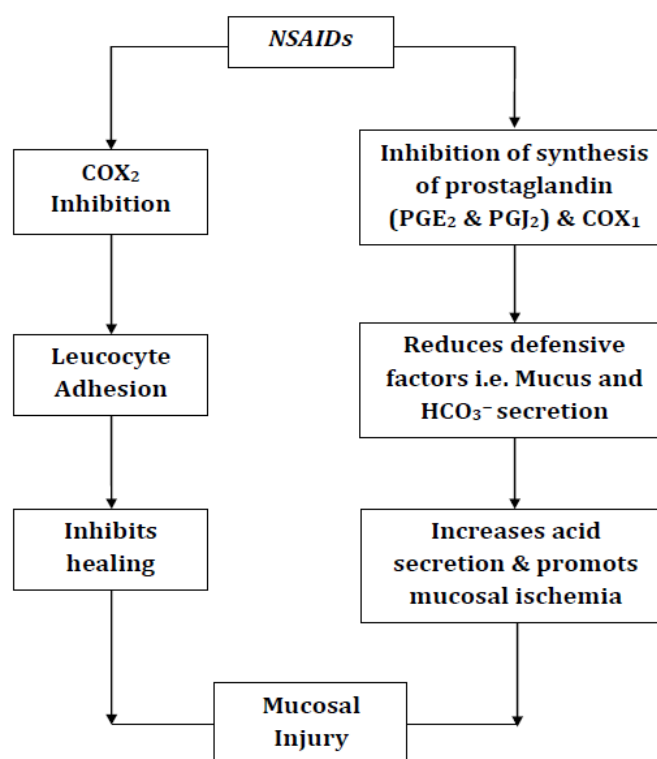 NSAIDs
COX₂
Inhibition
Leucocyte
Adhesion
Inhibits
healing
Inhibition of synthesis
of prostaglandin
(PGE₂ & PGJ₂) & COX₁
Reduces defensive
factors i.e. Mucus and
HCO₃⁻ secretion
Increases acid
secretion & promots
mucosal ischemia
Mucosal
Injury